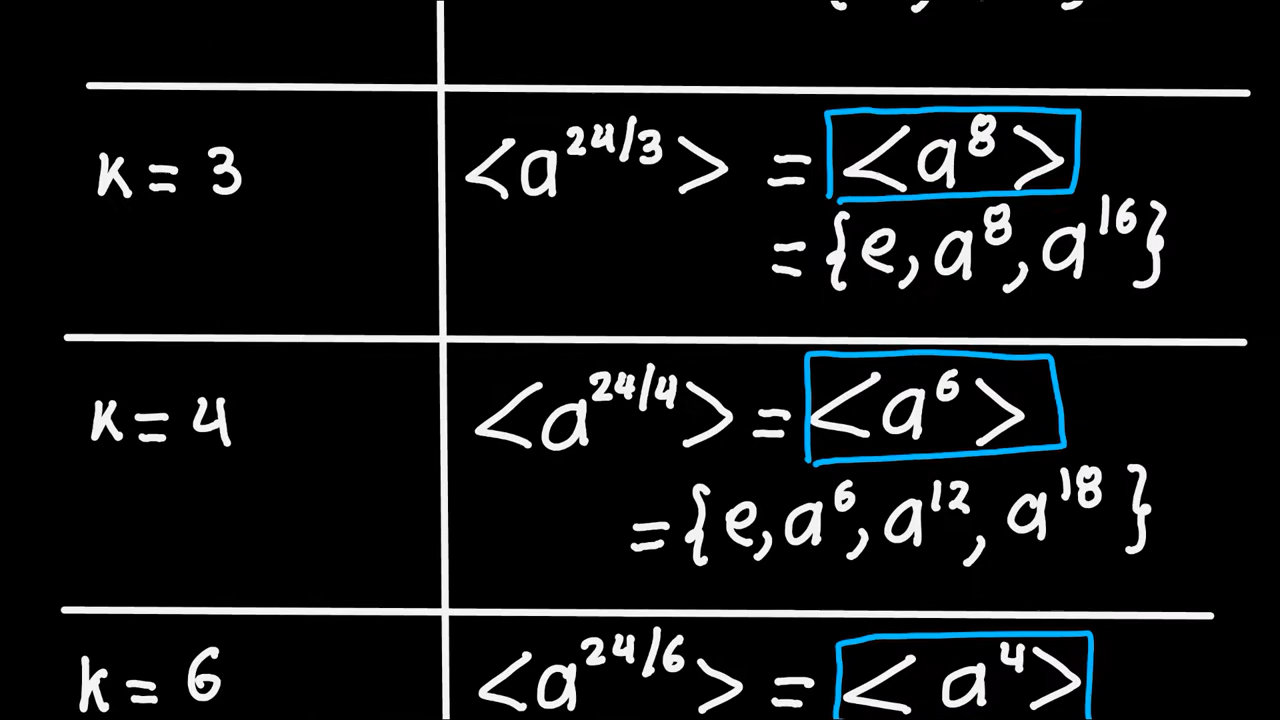 k = 3 <a^24/3> = <a^8>
= {e, a^8, a^16}
k = 4 <a^24/4> = <a^6>
= {e, a^6, a^12, a^18}
k = 6 <a^24/6> = <a^4>